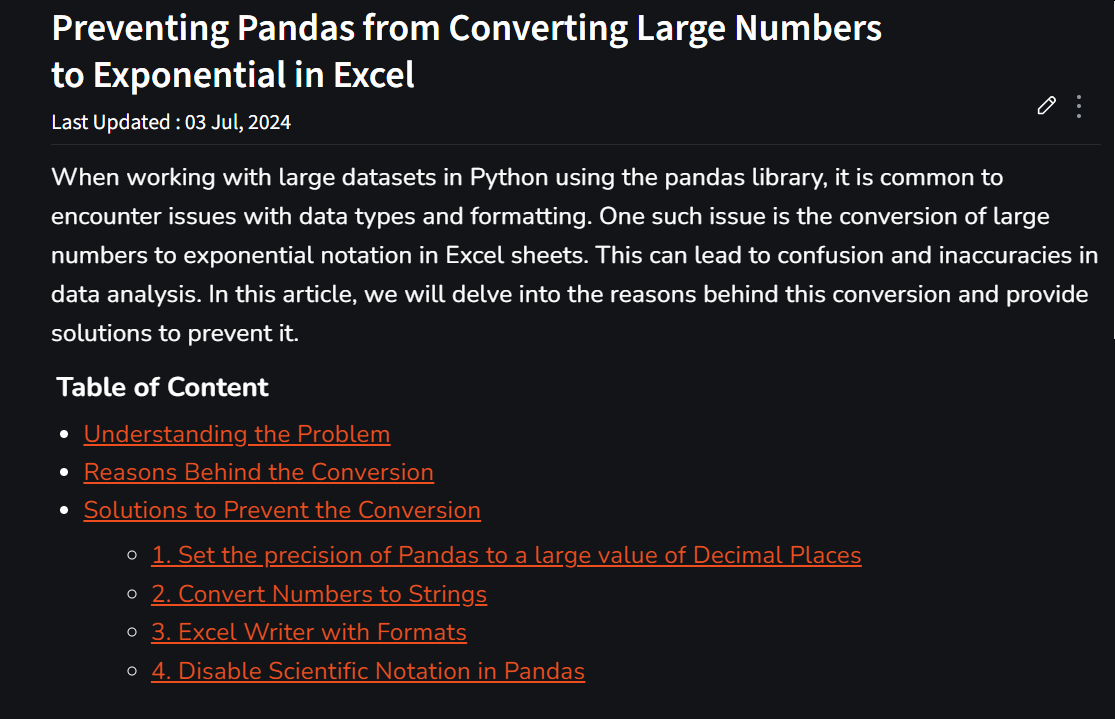 Preventing Pandas from Converting Large Numbers
to Exponential in Excel
Last Updated : 03 Jul, 2024
When working with large datasets in Python using the pandas library, it is common to
encounter issues with data types and formatting. One such issue is the conversion of large
numbers to exponential notation in Excel sheets. This can lead to confusion and inaccuracies in
data analysis. In this article, we will delve into the reasons behind this conversion and provide
solutions to prevent it.
Table of Content
Understanding the Problem
Reasons Behind the Conversion
Solutions to Prevent the Conversion
1. Set the precision of Pandas to a large value of Decimal Places
2. Convert Numbers to Strings
3. Excel Writer with Formats
4. Disable Scientific Notation in Pandas